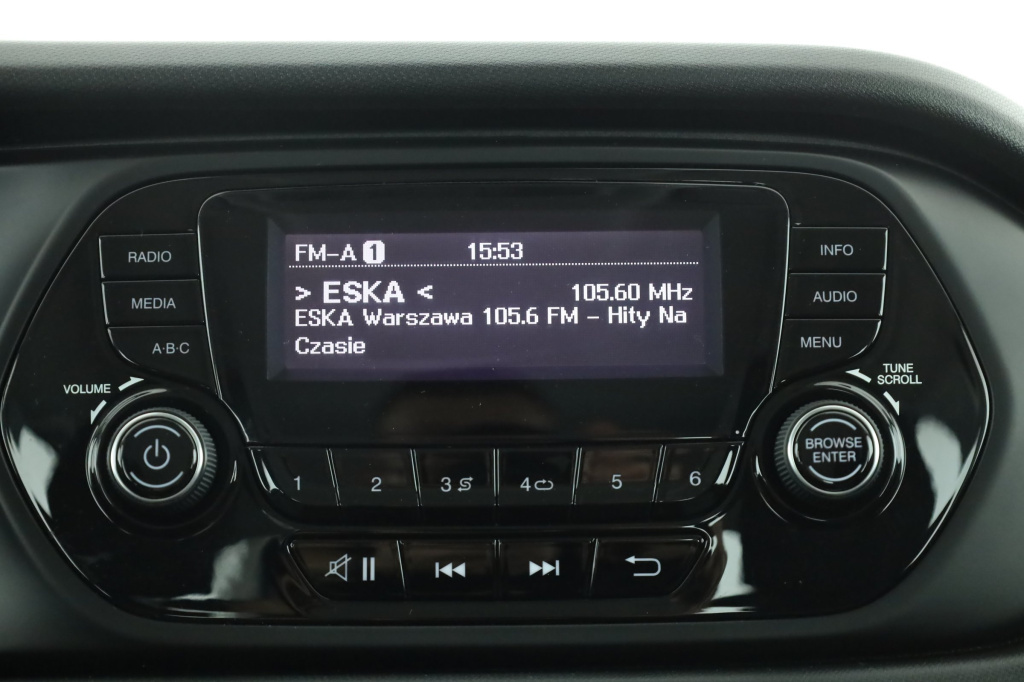 FM-A 1 15:53
> ESKA < 105.60 MHz
ESKA Warszawa 105.6 FM - Hity Na
Czasie
RADIO
MEDIA
A·B·C
INFO
AUDIO
MENU
VOLUME
TUNE
SCROLL
BROWSE
ENTER
1 2 3 4 5 6